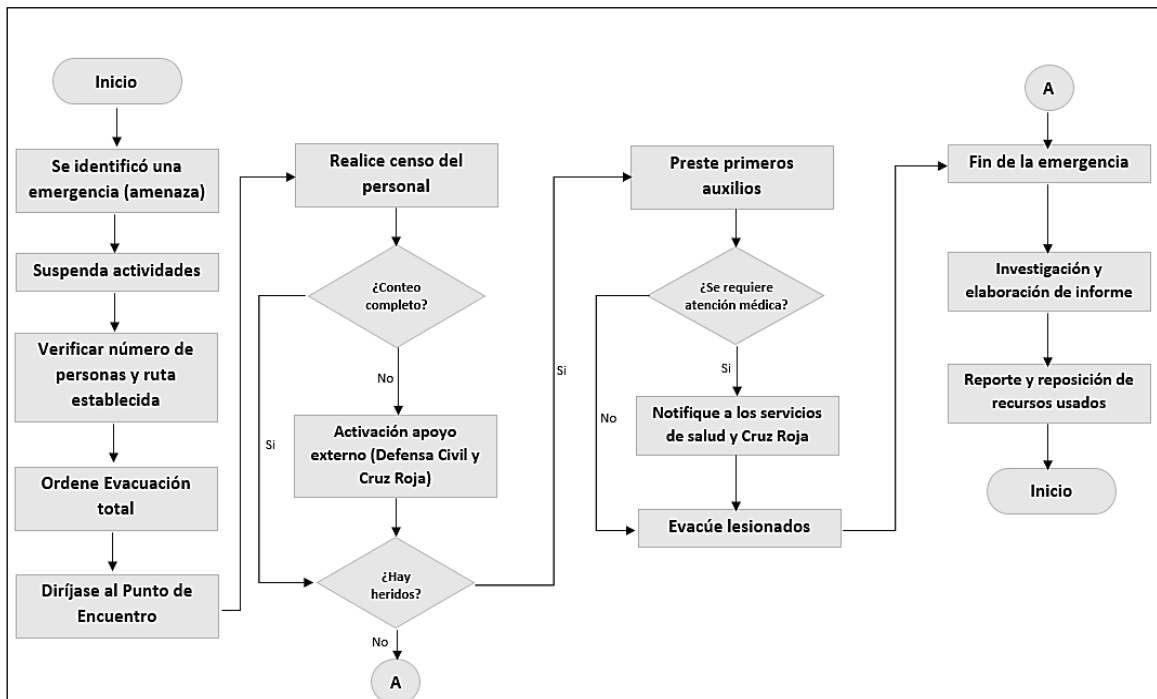 Inicio
Se identificó una
emergencia (amenaza)
Suspenda actividades
Verificar número de
personas y ruta
establecida
Ordene Evacuación
total
Diríjase al Punto de
Encuentro
Realice censo del
personal
¿Conteo
completo?
No
Si
Activación apoyo
externo (Defensa Civil y
Cruz Roja)
¿Hay
heridos?
No
A
Si
Preste primeros
auxilios
¿Se requiere
atención médica?
Si
No
Notifique a los servicios
de salud y Cruz Roja
Evacúe lesionados
A
Fin de la emergencia
Investigación y
elaboración de informe
Reporte y reposición de
recursos usados
Inicio